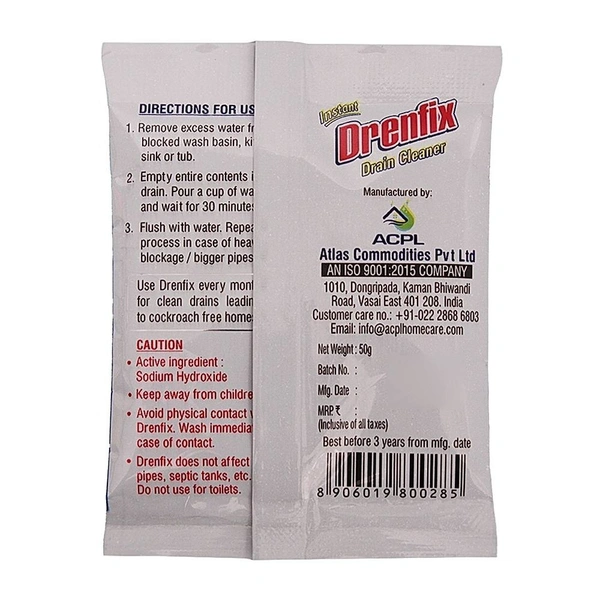 DIRECTIONS FOR US
1. Remove excess water fr
blocked wash basin, ki
sink or tub.
2. Empty entire contents i
drain. Pour a cup of wa
and wait for 30 minute
3. Flush with water. Repea
process in case of heav
blockage / bigger pipes
Use Drenfix every mont
for clean drains leadin
to cockroach free home
CAUTION
• Active ingredient :
Sodium Hydroxide
• Keep away from childre
• Avoid physical contact w
Drenfix. Wash immedia
case of contact.
• Drenfix does not affect
pipes, septic tanks, etc.
Do not use for toilets.
Instant
Drenfix
Drain Cleaner
Manufactured by:
ACPL
Atlas Commodities Pvt Ltd
AN ISO 9001:2015 COMPANY
1010, Dongripada, Kaman Bhiwandi
Road, Vasai East 401 208. India
Customer care no.: +91-022 2868 6803
Email: info@acplhomecare.com
Net Weight : 50g
Batch No. :
Mfg. Date :
MRP. ₹ :
(Inclusive of all taxes)
Best before 3 years from mfg. date
8 906019 800285